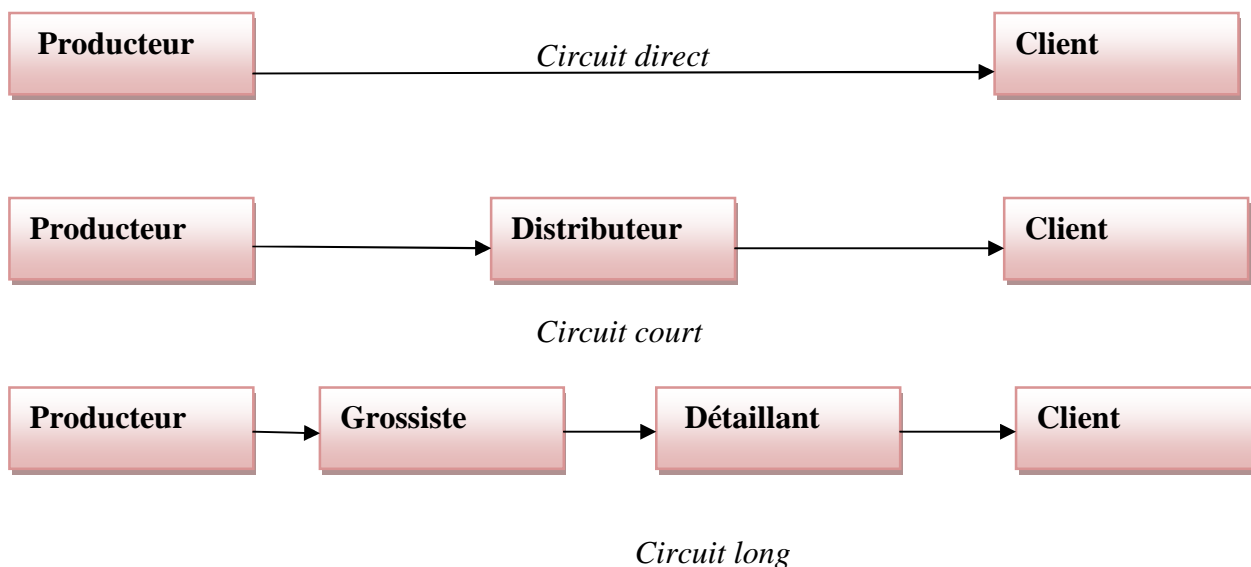 Producteur
Circuit direct
Client
Producteur
Distributeur
Client
Circuit court
Producteur
Grossiste
Détaillant
Client
Circuit long